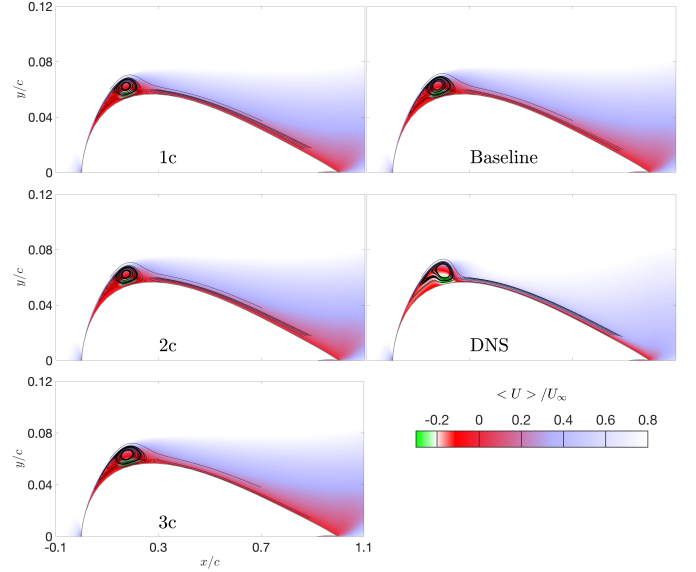 0.12
0.08
y/c
0.04
0
1c
Baseline
0.12
0.08
y/c
0.04
0
2c
DNS
0.12
0.08
y/c
0.04
0
3c
-0.1 0.3 0.7 1.1
x/c
< U > /U∞
-0.2 0 0.2 0.4 0.6 0.8